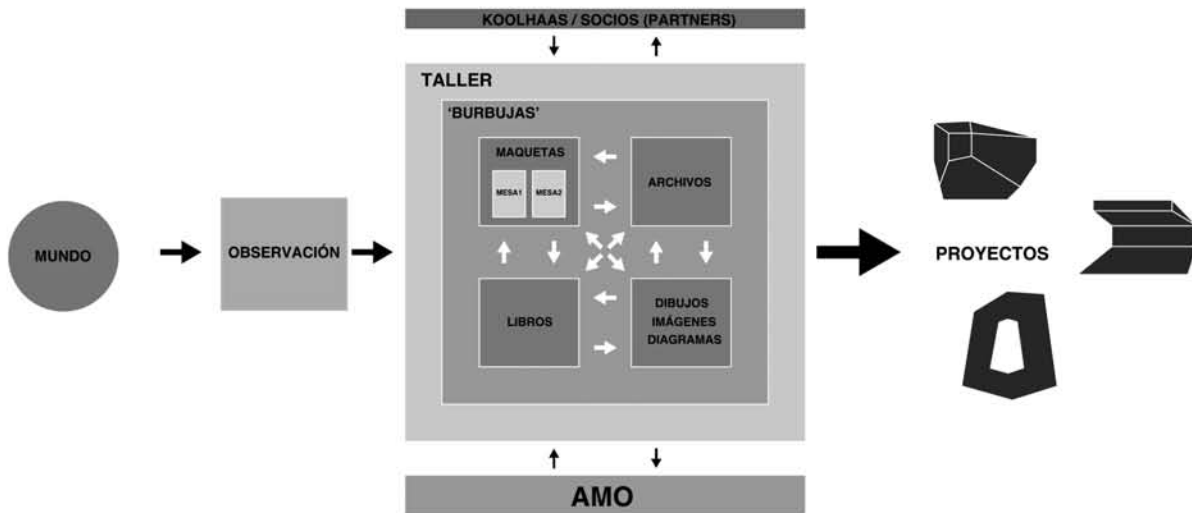 KOOLHAAS / SOCIOS (PARTNERS)
TALLER
'BURBUJAS'
MAQUETAS
MESA1 MESA2
ARCHIVOS
MUNDO
OBSERVACIÓN
LIBROS
DIBUJOS
IMÁGENES
DIAGRAMAS
PROYECTOS
AMO